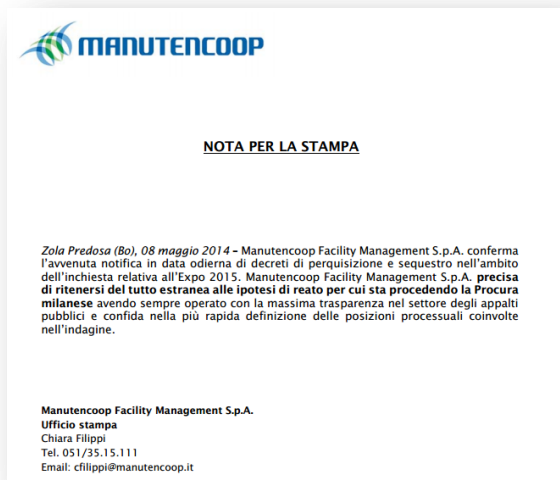 MANUTENCOOP
NOTA PER LA STAMPA
Zola Predosa (Bo), 08 maggio 2014 – Manutencoop Facility Management S.p.A. conferma
l'avvenuta notifica in data odierna di decreti di perquisizione e sequestro nell'ambito
dell'inchiesta relativa all'Expo 2015. Manutencoop Facility Management S.p.A. precisa
di ritenersi del tutto estranea alle ipotesi di reato per cui sta procedendo la Procura
milanese avendo sempre operato con la massima trasparenza nel settore degli appalti
pubblici e confida nella più rapida definizione delle posizioni processuali coinvolte
nell'indagine.
Manutencoop Facility Management S.p.A.
Ufficio stampa
Chiara Filippi
Tel. 051/35.15.111
Email: cfilippi@manutencoop.it